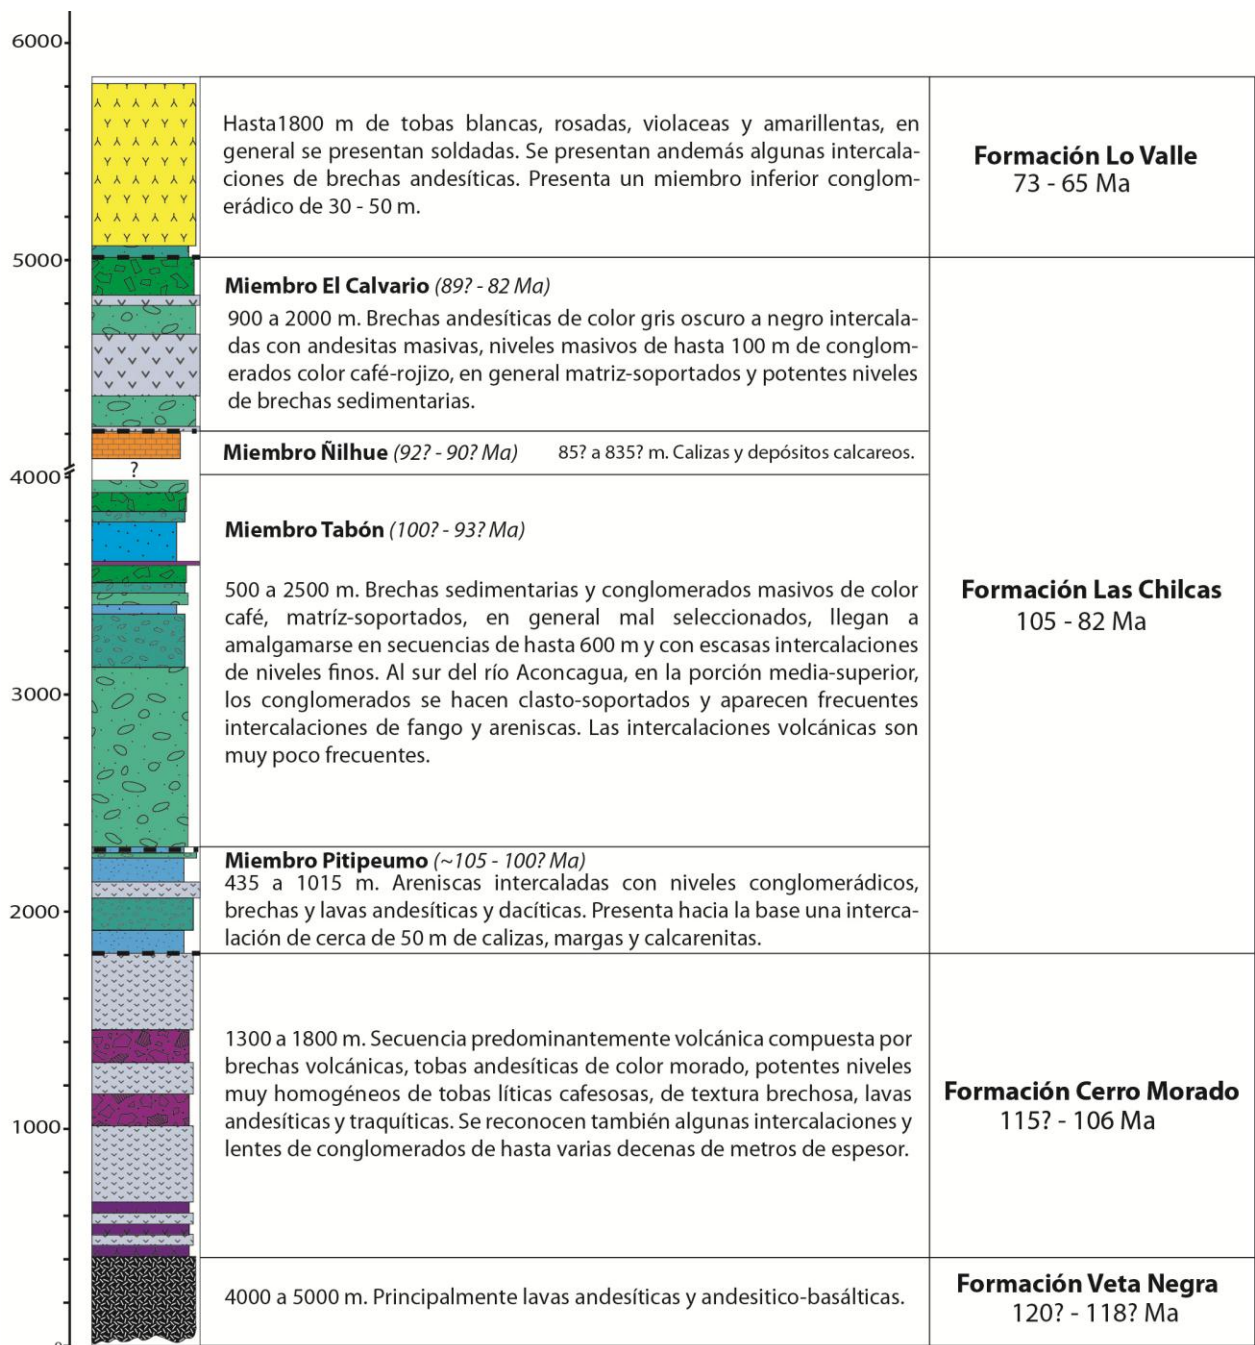 6000
Hasta1800 m de tobas blancas, rosadas, violaceas y amarillentas, en
general se presentan soldadas. Se presentan andemás algunas intercala-
ciones de brechas andesíticas. Presenta un miembro inferior conglom-
erádico de 30 - 50 m.
Formación Lo Valle
73 - 65 Ma
5000
Miembro El Calvario (89? - 82 Ma)
900 a 2000 m. Brechas andesíticas de color gris oscuro a negro intercala-
das con andesitas masivas, niveles masivos de hasta 100 m de conglom-
erados color café-rojizo, en general matriz-soportados y potentes niveles
de brechas sedimentarias.
Miembro Ñilhue (92? - 90? Ma) 85? a 835? m. Calizas y depósitos calcareos.
?
4000
Miembro Tabón (100? - 93? Ma)
500 a 2500 m. Brechas sedimentarias y conglomerados masivos de color
café, matríz-soportados, en general mal seleccionados, llegan a
amalgamarse en secuencias de hasta 600 m y con escasas intercalaciones
de niveles finos. Al sur del río Aconcagua, en la porción media-superior,
los conglomerados se hacen clasto-soportados y aparecen frecuentes
intercalaciones de fango y areniscas. Las intercalaciones volcánicas son
muy poco frecuentes.
Formación Las Chilcas
105 - 82 Ma
3000
Miembro Pitipeumo (~105 - 100? Ma)
435 a 1015 m. Areniscas intercaladas con niveles conglomerádicos,
brechas y lavas andesíticas y dacíticas. Presenta hacia la base una interca-
lación de cerca de 50 m de calizas, margas y calcarenitas.
2000
1300 a 1800 m. Secuencia predominantemente volcánica compuesta por
brechas volcánicas, tobas andesíticas de color morado, potentes niveles
muy homogéneos de tobas líticas cafesosas, de textura brechosa, lavas
andesíticas y traquíticas. Se reconocen también algunas intercalaciones y
lentes de conglomerados de hasta varias decenas de metros de espesor.
Formación Cerro Morado
115? - 106 Ma
1000
4000 a 5000 m. Principalmente lavas andesíticas y andesitico-basálticas.
Formación Veta Negra
120? - 118? Ma
0